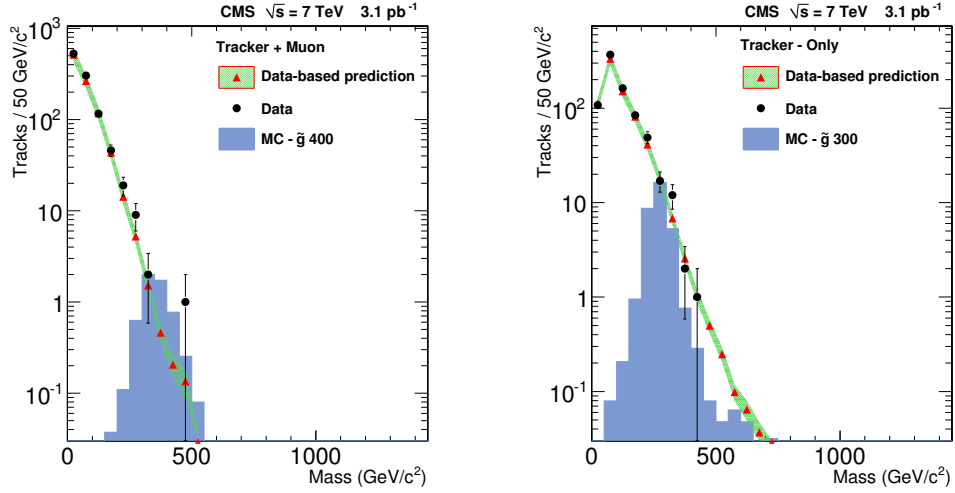 CMS √s = 7 TeV 3.1 pb⁻¹
Tracks / 50 GeV/c²
10³
10²
10
1
10⁻¹
Tracker + Muon
Data-based prediction
Data
MC - g̃ 400
0 500 1000
Mass (GeV/c²)
CMS √s = 7 TeV 3.1 pb⁻¹
Tracks / 50 GeV/c²
10³
10²
10
1
10⁻¹
Tracker - Only
Data-based prediction
Data
MC - g̃ 300
0 500 1000
Mass (GeV/c²)